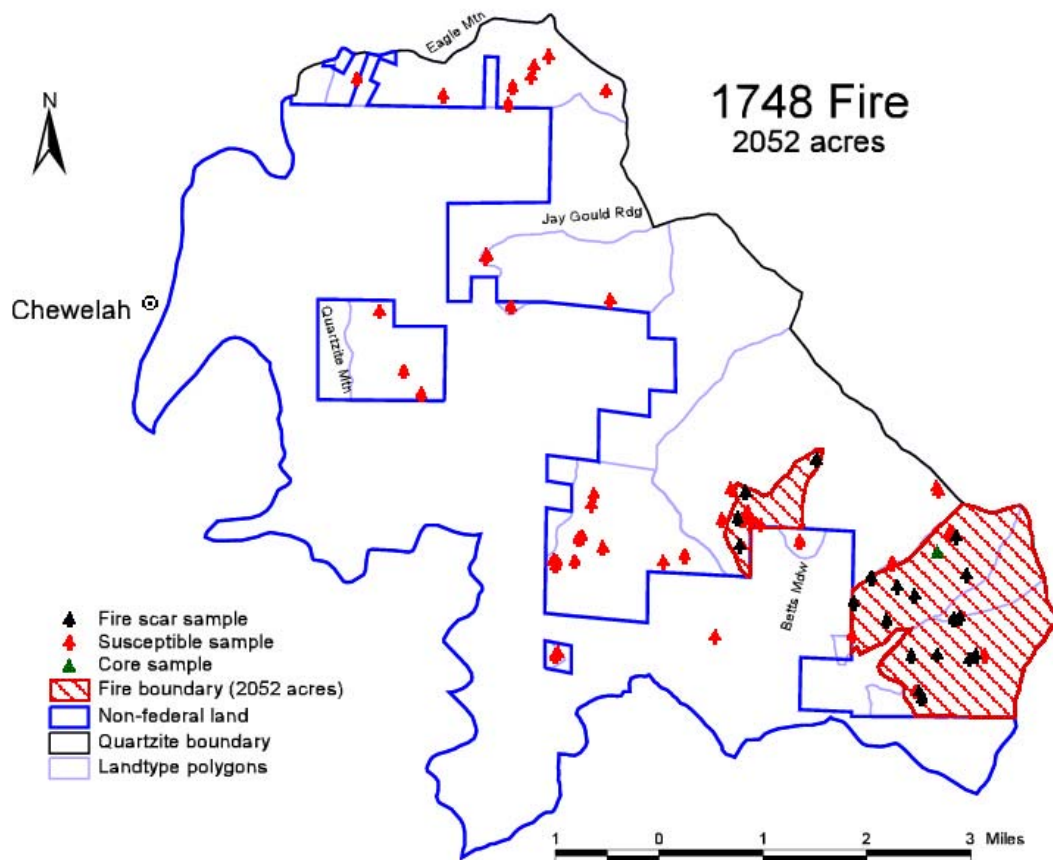 Eagle Mtn
N
1748 Fire
2052 acres
Jay Gould Rdg
Chewelah
Quartzite Mtn
Betts Mdw
Fire scar sample
Susceptible sample
Core sample
Fire boundary (2052 acres)
Non-federal land
Quartzite boundary
Landtype polygons
1 0 1 2 3 Miles